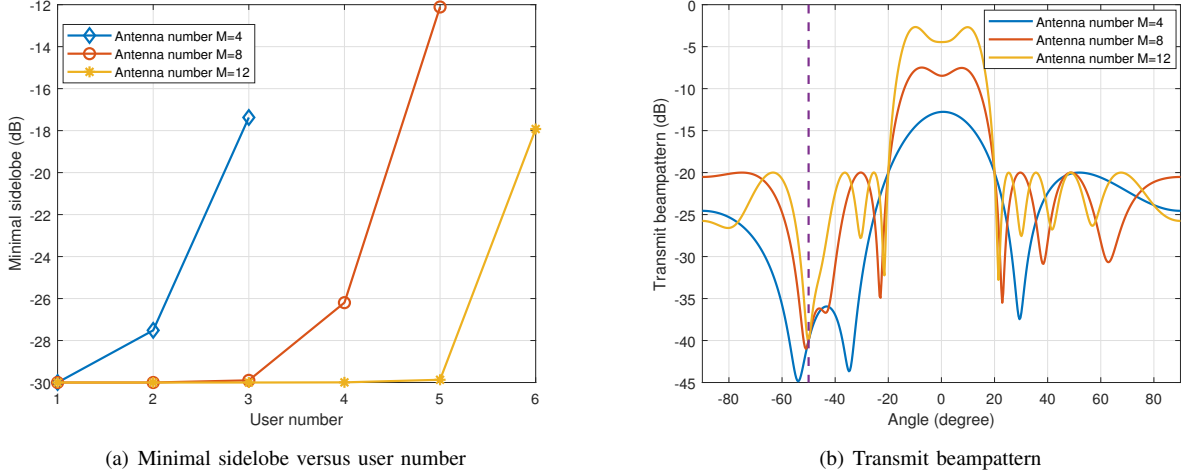 -12
-14
-16
-18
-20
-22
-24
-26
-28
-30
Minimal sidelobe (dB)
Antenna number M=4
Antenna number M=8
Antenna number M=12
1 2 3 4 5 6
User number
(a) Minimal sidelobe versus user number
0
-5
-10
-15
-20
-25
-30
-35
-40
-45
Transmit beampattern (dB)
Antenna number M=4
Antenna number M=8
Antenna number M=12
-80 -60 -40 -20 0 20 40 60 80
Angle (degree)
(b) Transmit beampattern